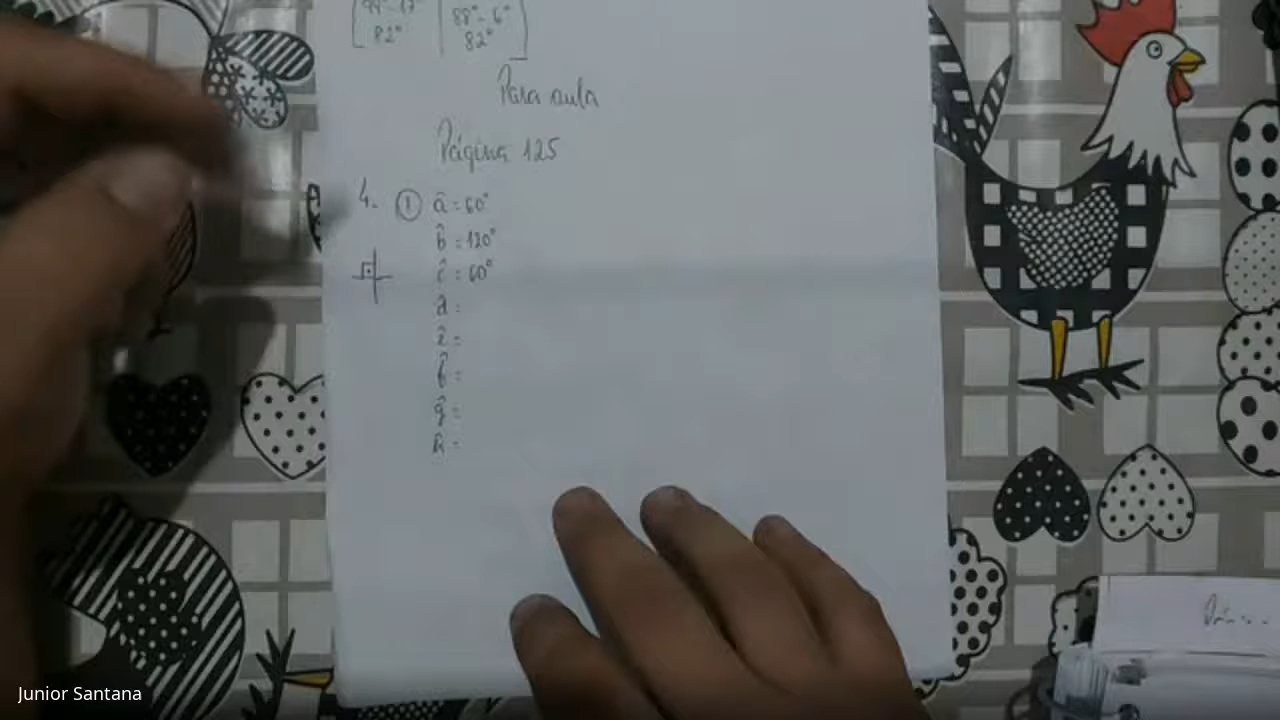 88°- 6°
82°
82°
Para aula
Página 125
4. 1 â = 60°
b̂ = 120°
ĉ = 60°
d̂ =
ê =
f̂ =
ĝ =
ĥ =
Junior Santana